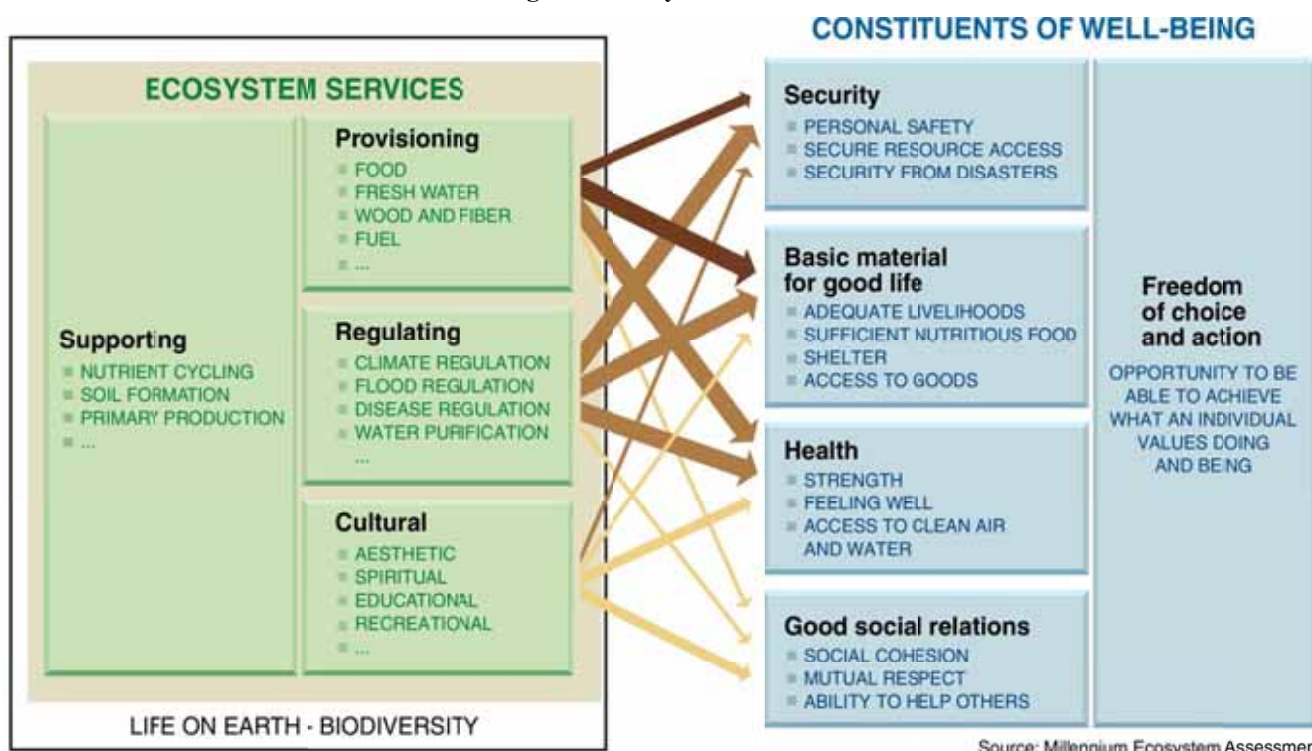 CONSTITUENTS OF WELL-BEING
ECOSYSTEM SERVICES
Supporting
NUTRIENT CYCLING
SOIL FORMATION
PRIMARY PRODUCTION
...
Provisioning
FOOD
FRESH WATER
WOOD AND FIBER
FUEL
...
Regulating
CLIMATE REGULATION
FLOOD REGULATION
DISEASE REGULATION
WATER PURIFICATION
...
Cultural
AESTHETIC
SPIRITUAL
EDUCATIONAL
RECREATIONAL
...
LIFE ON EARTH - BIODIVERSITY
Security
PERSONAL SAFETY
SECURE RESOURCE ACCESS
SECURITY FROM DISASTERS
Basic material
for good life
ADEQUATE LIVELIHOODS
SUFFICIENT NUTRITIOUS FOOD
SHELTER
ACCESS TO GOODS
Health
STRENGTH
FEELING WELL
ACCESS TO CLEAN AIR
AND WATER
Good social relations
SOCIAL COHESION
MUTUAL RESPECT
ABILITY TO HELP OTHERS
Freedom
of choice
and action
OPPORTUNITY TO BE
ABLE TO ACHIEVE
WHAT AN INDIVIDUAL
VALUES DOING
AND BEING
Source: Millennium Ecosystem Assessmen